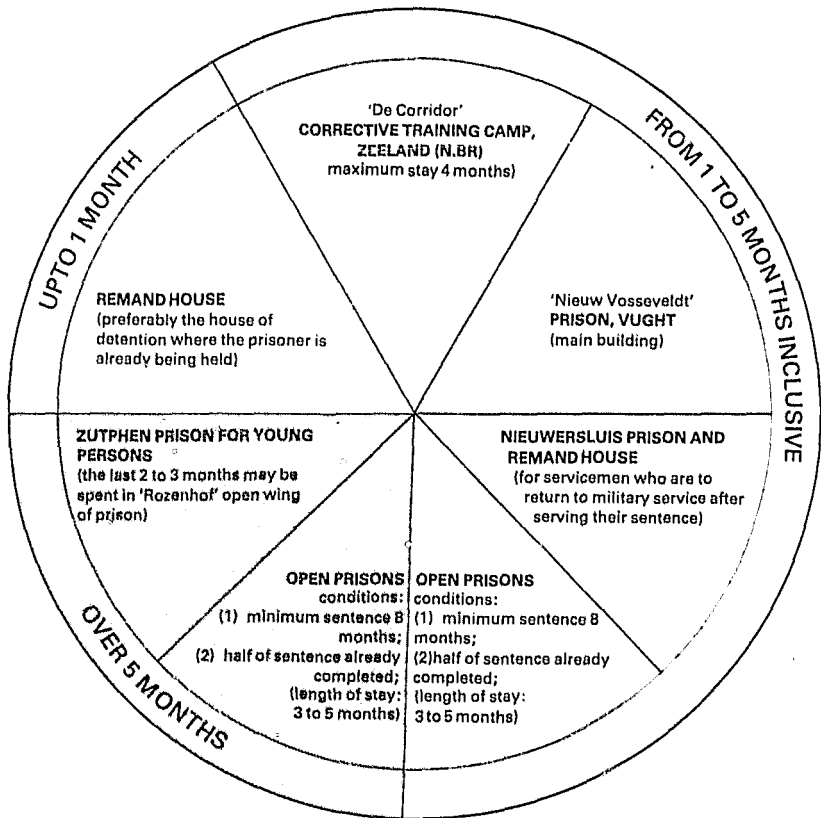 UPTO 1 MONTH
FROM 1 TO 5 MONTHS INCLUSIVE
OVER 5 MONTHS
'De Corridor'
CORRECTIVE TRAINING CAMP,
ZEELAND (N.BR)
maximum stay 4 months)
REMAND HOUSE
(preferably the house of
detention where the prisoner is
already being held)
'Nieuw Vosseveldt'
PRISON, VUGHT
(main building)
ZUTPHEN PRISON FOR YOUNG
PERSONS
(the last 2 to 3 months may be
spent in 'Rozenhof' open wing
of prison)
NIEUWERSLUIS PRISON AND
REMAND HOUSE
(for servicemen who are to
return to military service after
serving their sentence)
OPEN PRISONS
conditions:
(1) minimum sentence 8
months;
(2) half of sentence already
completed;
(length of stay:
3 to 5 months)
OPEN PRISONS
conditions:
(1) minimum sentence 8
months;
(2)half of sentence already
completed;
(length of stay:
3 to 5 months)